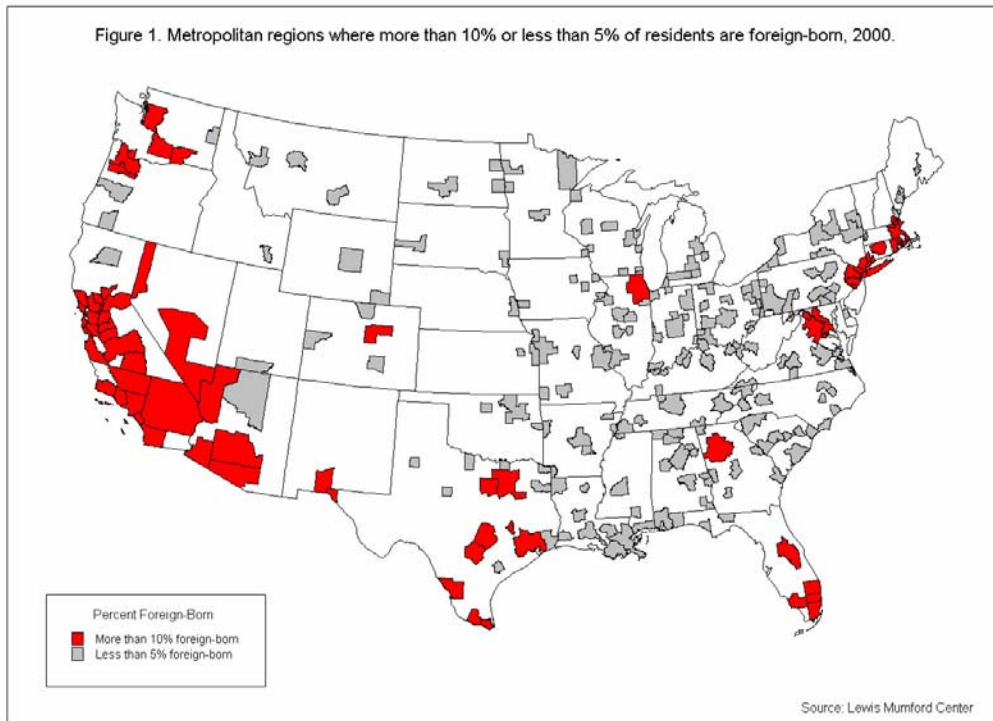 Figure 1. Metropolitan regions where more than 10% or less than 5% of residents are foreign-born, 2000.
Percent Foreign-Born
More than 10% foreign-born
Less than 5% foreign-born
Source: Lewis Mumford Center